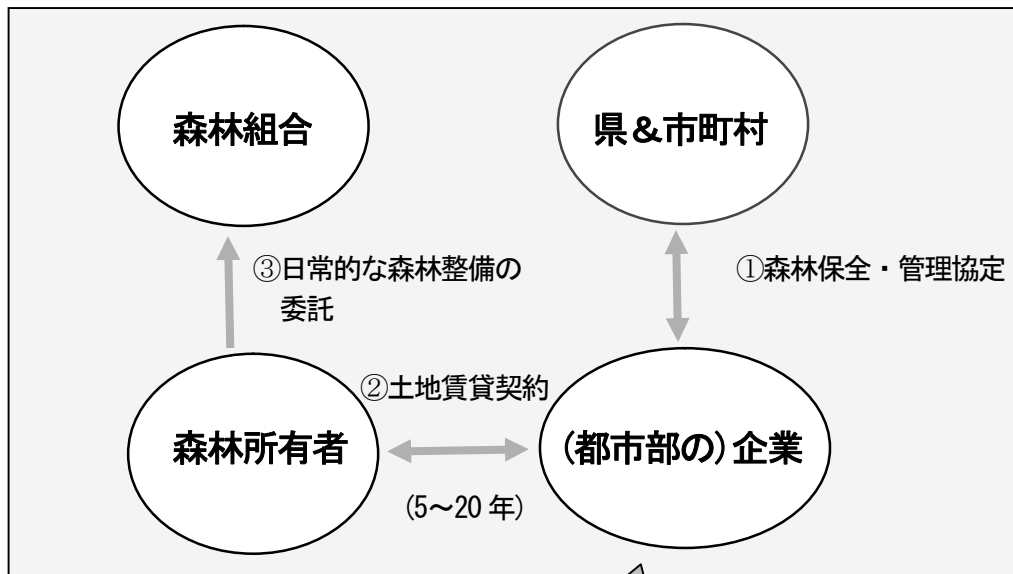 森林組合
県＆市町村
③日常的な森林整備の
委託
①森林保全・管理協定
②土地賃貸契約
森林所有者
(都市部の)企業
(5～20 年)